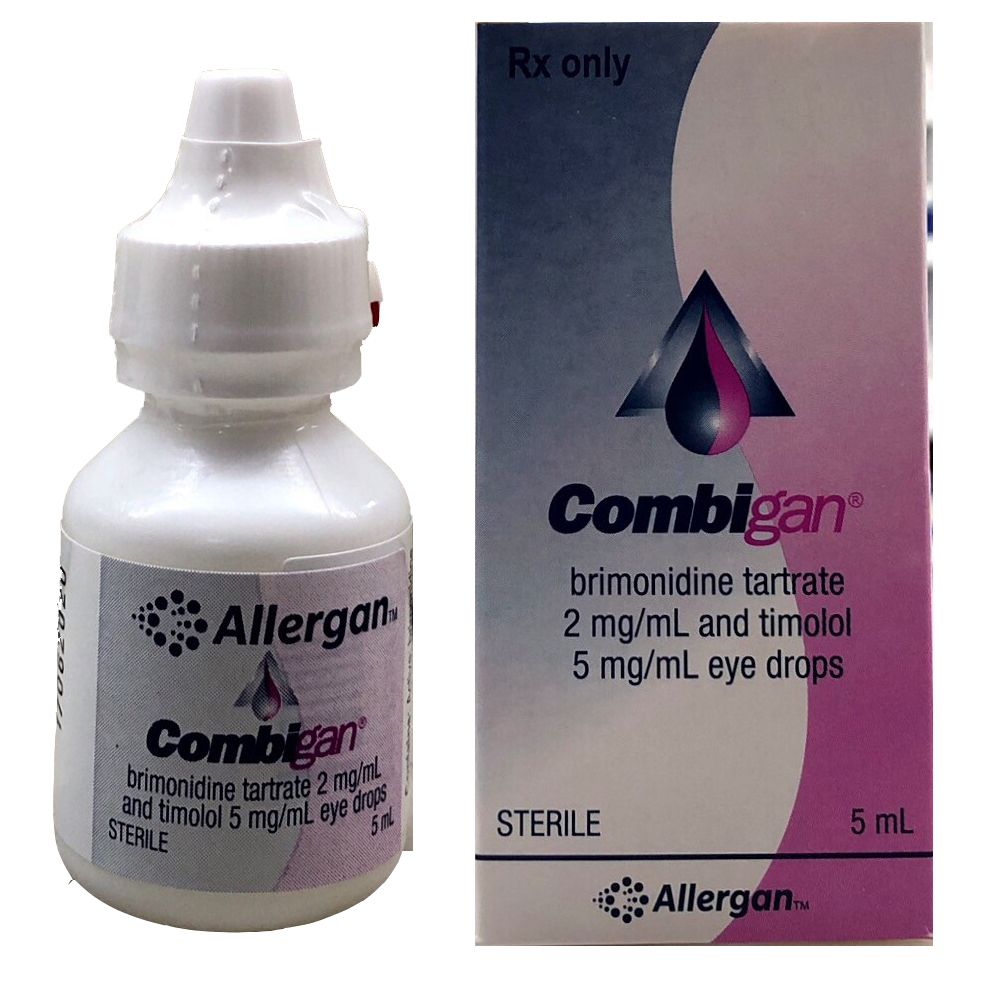 Allergan™
Combigan®
brimonidine tartrate 2 mg/mL
and timolol 5 mg/mL eye drops
STERILE 5 mL
Rx only
Combigan®
brimonidine tartrate
2 mg/mL and timolol
5 mg/mL eye drops
STERILE 5 mL
Allergan™